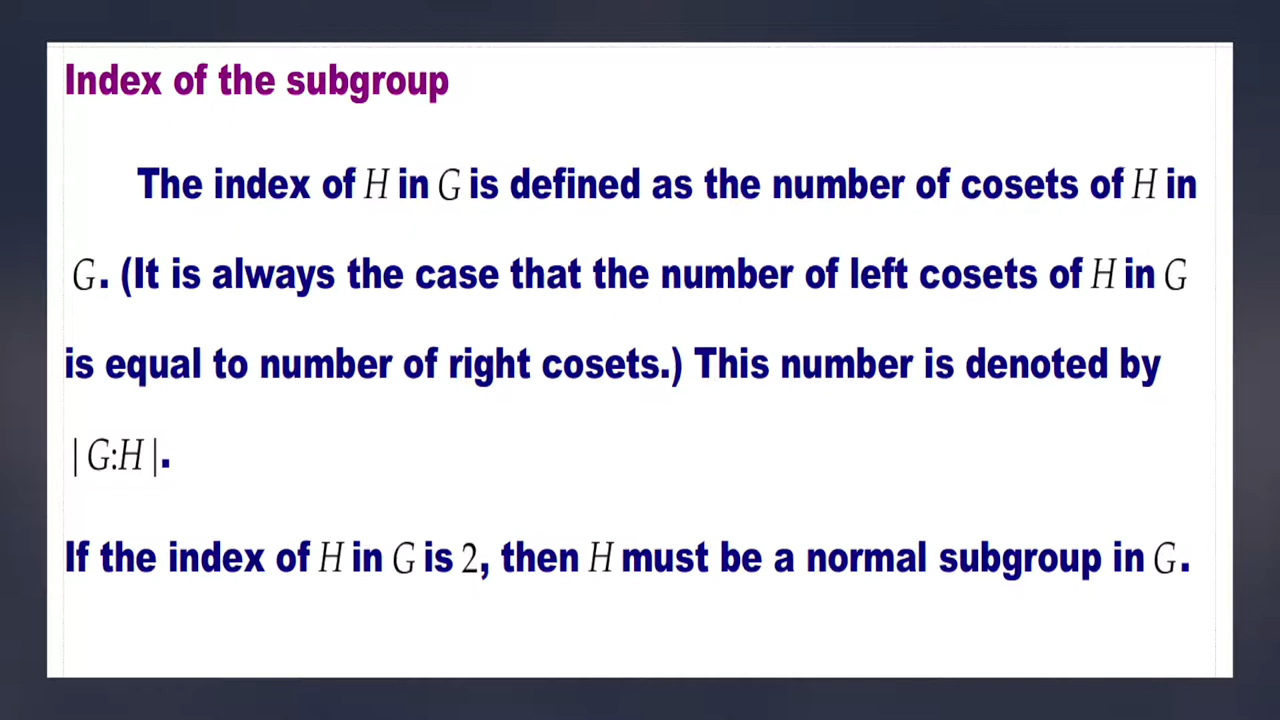 Index of the subgroup
The index of H in G is defined as the number of cosets of H in
G. (It is always the case that the number of left cosets of H in G
is equal to number of right cosets.) This number is denoted by
|G:H|.
If the index of H in G is 2, then H must be a normal subgroup in G.